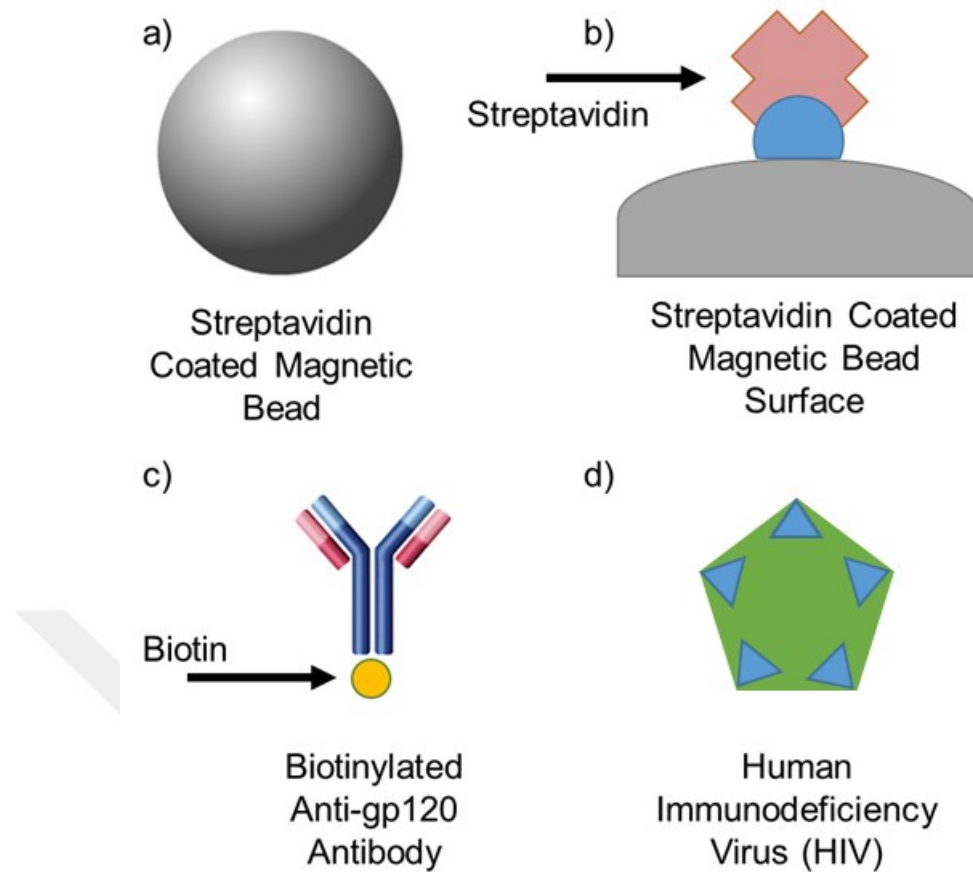 a)
b)
Streptavidin
Streptavidin
Coated Magnetic
Bead
Streptavidin Coated
Magnetic Bead
Surface
c)
d)
Biotin
Biotinylated
Anti-gp120
Antibody
Human
Immunodeficiency
Virus (HIV)